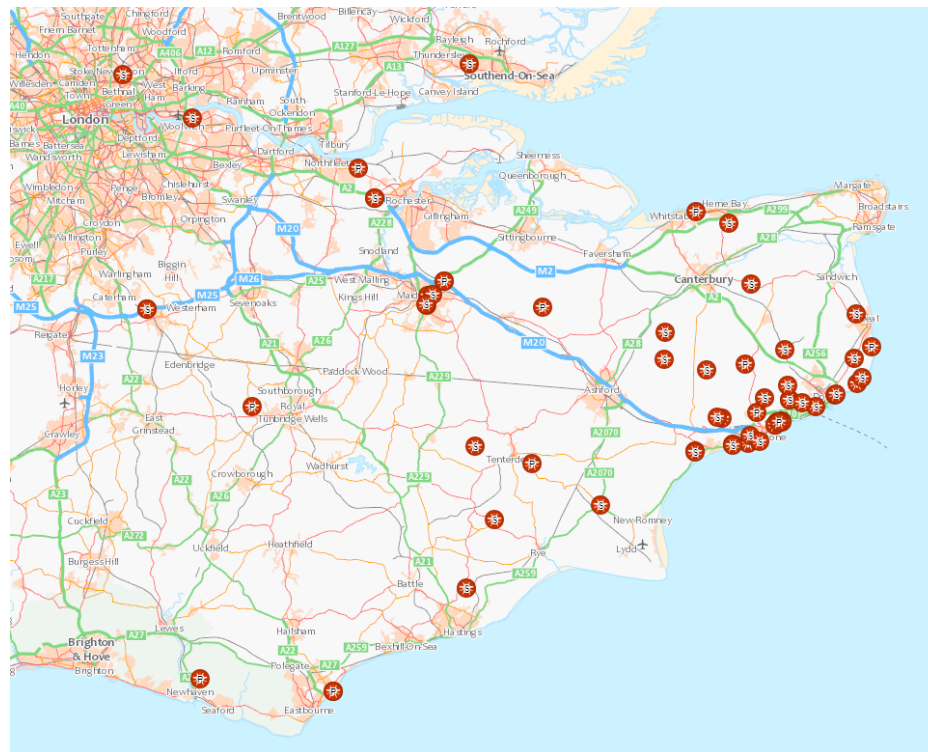 Southgate
Chingford
Brentwood
Billericay
Wickford
Friern Barnet
Woodford
Rayleigh
Rochford
Hendon
Tottenham
A406
A12
Romford
A127
Thundersley
Ilford
Upminster
A13
Southend-On-Sea
Willesden
Camden
Bethnal
Green
West
Ham
Barking
Rainham
South
Ockendon
Stanford-Le-Hope
Canvey Island
A40
Town
London
Woolwich
Purfleet-On-Thames
Tilbury
Barnes
Battersea
Deptford
Wandsworth
Lewisham
Bexley
Dartford
Northfleet
Sheerness
Wimbledon
Penge
Chislehurst
A2
Queenborough
Mitcham
Bromley
Swanley
Rochester
Margate
Croydon
Orpington
A228
Gillingham
A249
Whitstable
Herne Bay
A299
Broadstairs
Ramsgate
Ewell
Wallington
Purley
M20
Sittingbourne
A28
Snodland
Faversham
Warlingham
Biggin
Hill
M26
A25
West Malling
M2
Canterbury
Sandwich
A217
Caterham
M25
Kings Hill
A2
M25
Westerham
Sevenoaks
Reigate
A21
A26
M20
A28
A256
M23
Edenbridge
Paddock Wood
A22
A229
Horley
Southborough
Ashford
Royal
Tunbridge Wells
Crawley
East
Grinstead
A2070
Wadhurst
Tenterden
A22
Crowborough
A229
A2070
A23
A26
Cuckfield
A272
Uckfield
Heathfield
New Romney
Rye
Lydd
Burgess Hill
A21
A259
Battle
Lewes
Hailsham
Hastings
A27
A22
A259
Bexhill-On-Sea
Brighton
& Hove
Polegate
A27
Brighton
Newhaven
Seaford
Eastbourne